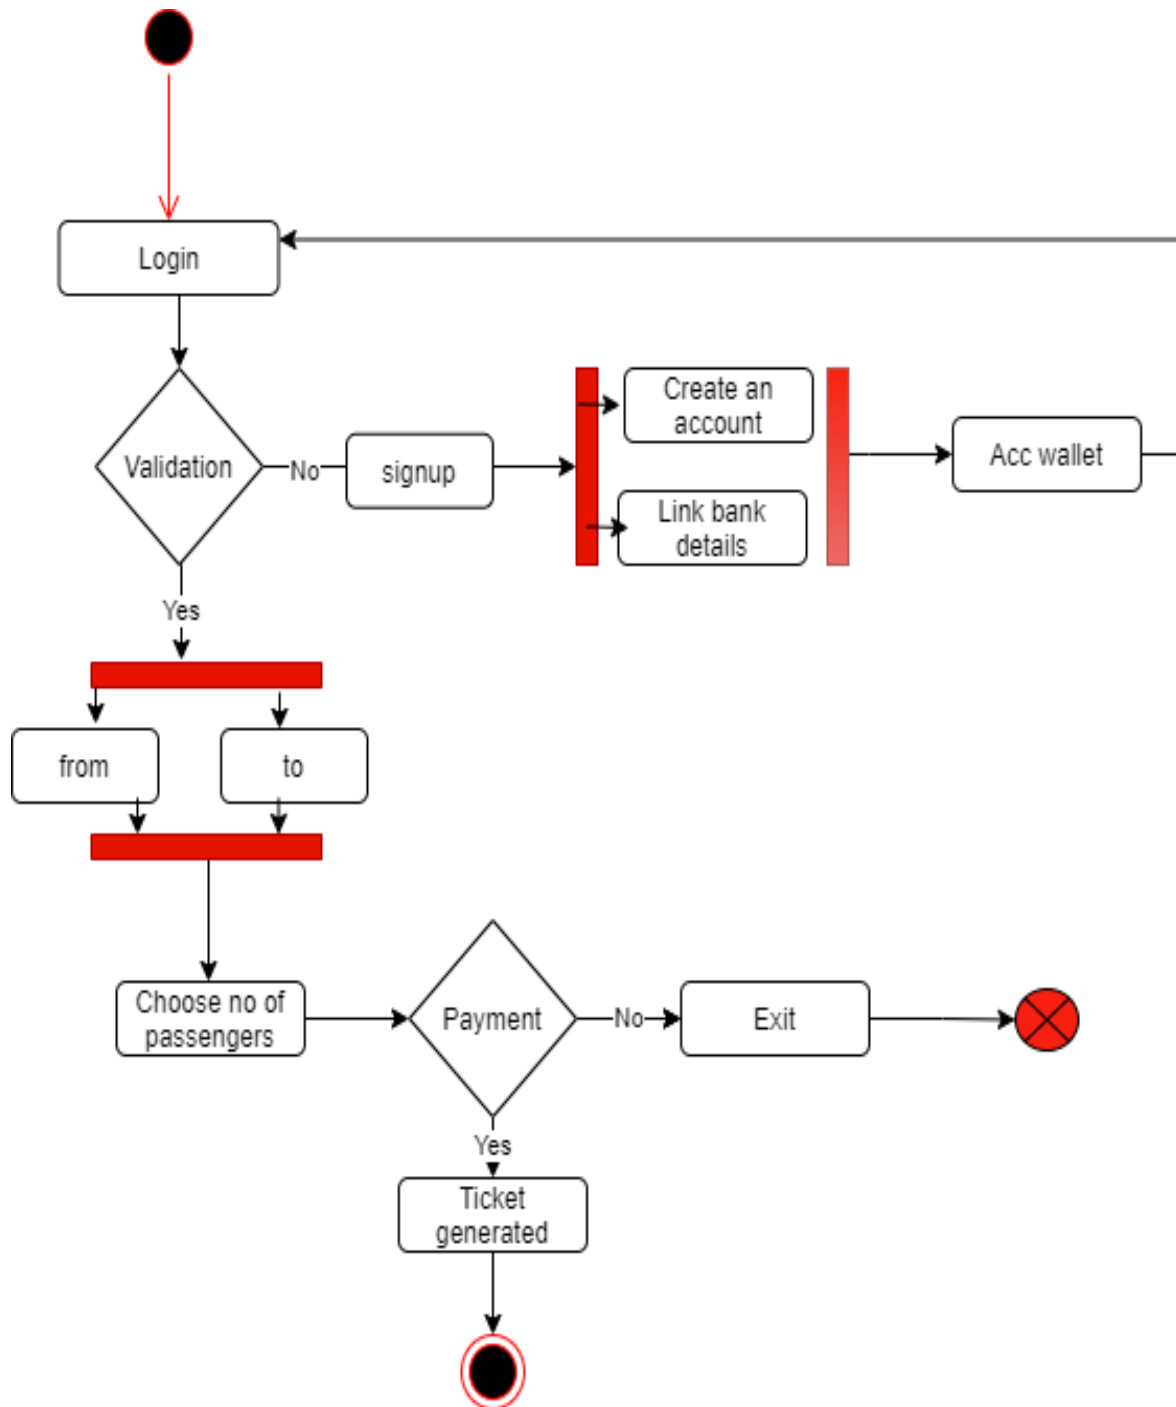 Login
Validation
No
signup
Create an
account
Link bank
details
Acc wallet
Yes
from
to
Choose no of
passengers
Payment
No
Exit
Yes
Ticket
generated